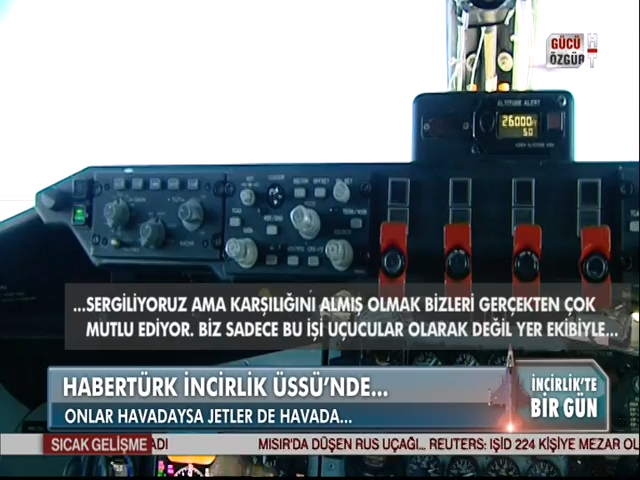 GÜCÜ
ÖZGÜR
HT
ALTITUDE ALERT
26000
50
...SERGİLİYORUZ AMA KARŞILIĞINI ALMIŞ OLMAK BİZLERİ GERÇEKTEN ÇOK
MUTLU EDİYOR. BİZ SADECE BU İŞİ UÇUCULAR OLARAK DEĞİL YER EKİBİYLE...
HABERTÜRK İNCİRLİK ÜSSÜ'NDE...
ONLAR HAVADAYSA JETLER DE HAVADA...
İNCİRLİK'TE
BİR GÜN
SICAK GELİŞME ADI MISIR'DA DÜŞEN RUS UÇAĞI... REUTERS: IŞİD 224 KİŞİYE MEZAR OL